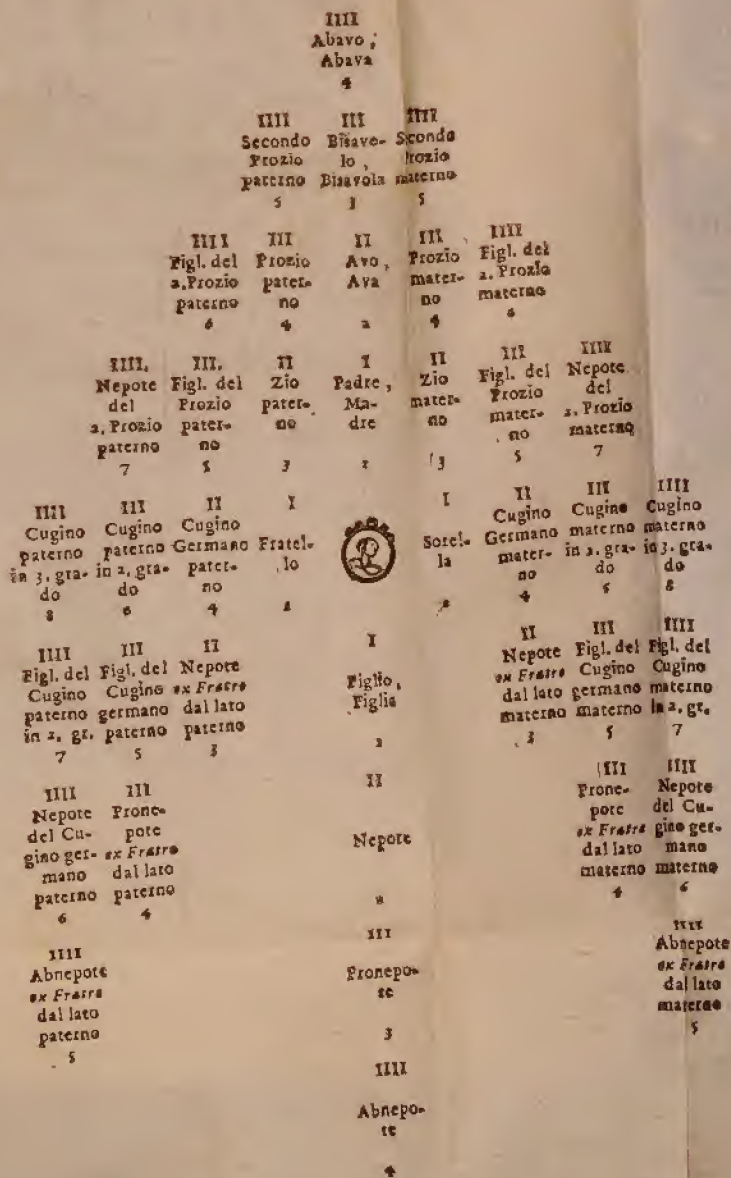 IIII
Abavo,
Abava
4
IIII
Secondo
Prozio
paterno
5
III
Bisave-
lo,
Bisavola
3
IIII
Secondo
Prozio
materno
5
IIII
Figl. del
2. Prozio
paterno
6
III
Prozio
pater-
no
4
II
Avo,
Ava
2
III
Prozio
mater-
no
4
IIII
Figl. del
2. Prozio
materno
6
IIII.
Nepote
del
2. Prozio
paterno
7
III.
Figl. del
Prozio
pater-
no
5
II
Zio
pater-
no
3
I
Padre,
Ma-
dre
1
II
Zio
mater-
no
3
III
Figl. del
Prozio
mater-
no
5
IIII
Nepote
del
2. Prozio
materno
7
IIII
Cugino
paterno
in 3. gra-
do
8
III
Cugino
paterno
in 2. gra-
do
6
II
Cugino
Germano
pater-
no
4
I
Fratel-
lo
2
I
Sorel-
la
2
II
Cugino
Germano
mater-
no
4
III
Cugino
materno
in 2. gra-
do
6
IIII
Cugino
materno
in 3. gra-
do
8
IIII
Figl. del
Cugino
paterno
in 2. gr.
7
III
Figl. del
Cugino
germano
paterno
5
II
Nepote
ex Fratre
dal lato
paterno
3
I
Figlio,
Figlia
1
II
Nepote
ex Fratre
dal lato
materno
3
III
Figl. del
Cugino
germano
materno
5
IIII
Figl. del
Cugino
materno
in 2. gr.
7
IIII
Nepote
del Cu-
gino ger-
mano
paterno
6
III
Prone-
pote
ex Fratre
dal lato
paterno
4
II
Nepote
2
III
Prone-
pote
ex Fratre
dal lato
materno
4
IIII
Nepote
del Cu-
gino ger-
mano
materno
6
IIII
Abnepote
ex Fratre
dal lato
paterno
5
III
Pronepo-
te
3
IIII
Abnepote
ex Fratre
dal lato
materno
5
IIII
Abnepo-
te
4